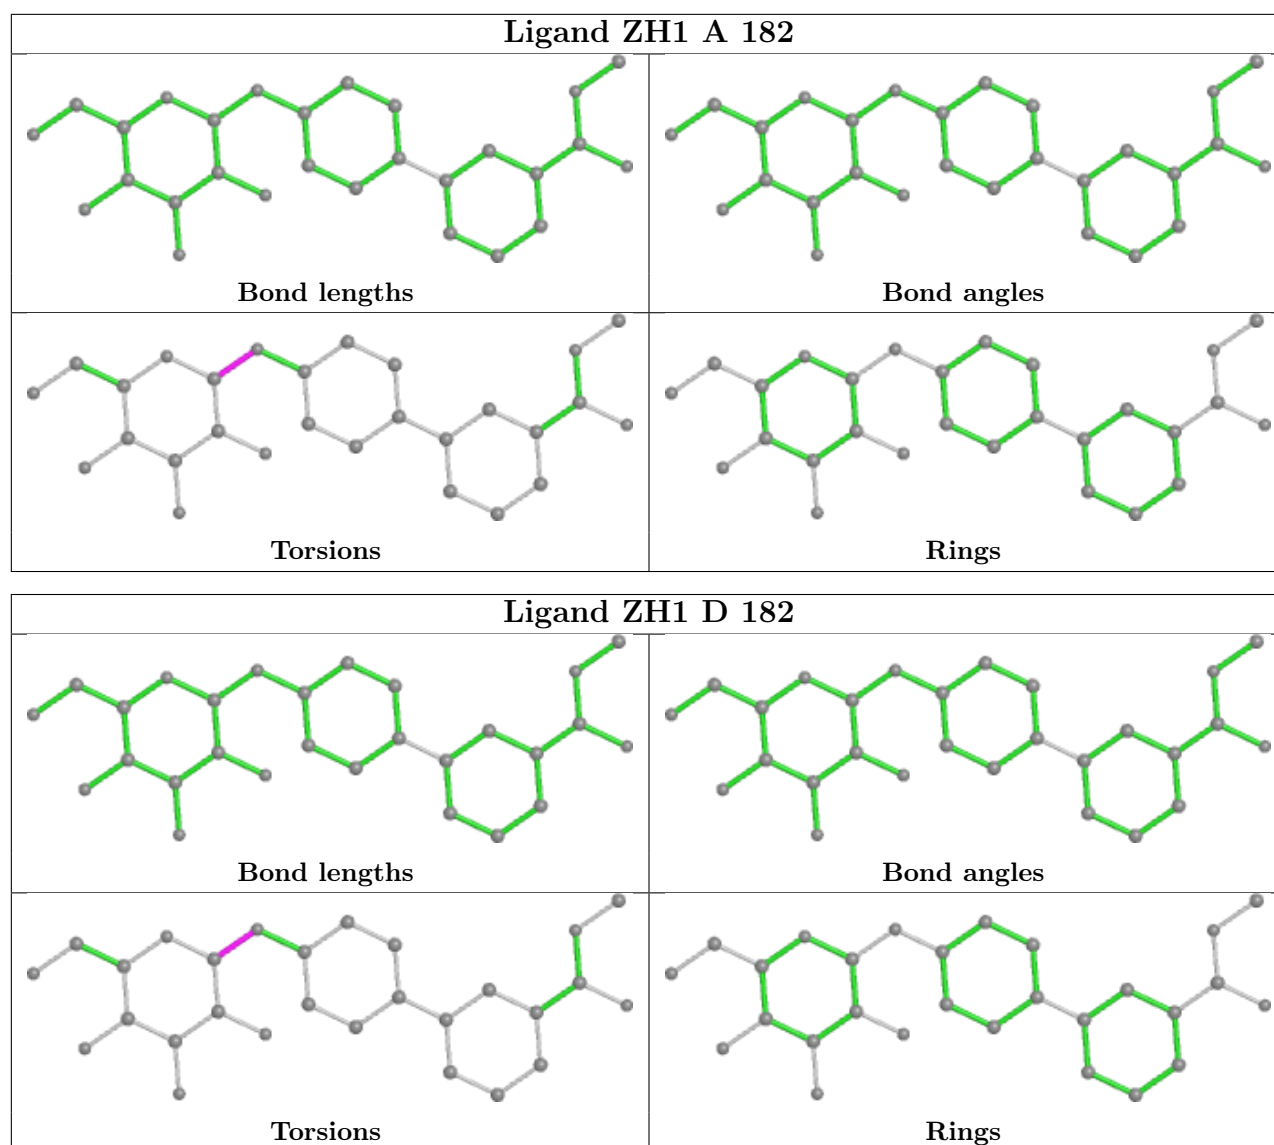 Ligand ZH1 A 182
Bond lengths
Bond angles
Torsions
Rings
Ligand ZH1 D 182
Bond lengths
Bond angles
Torsions
Rings